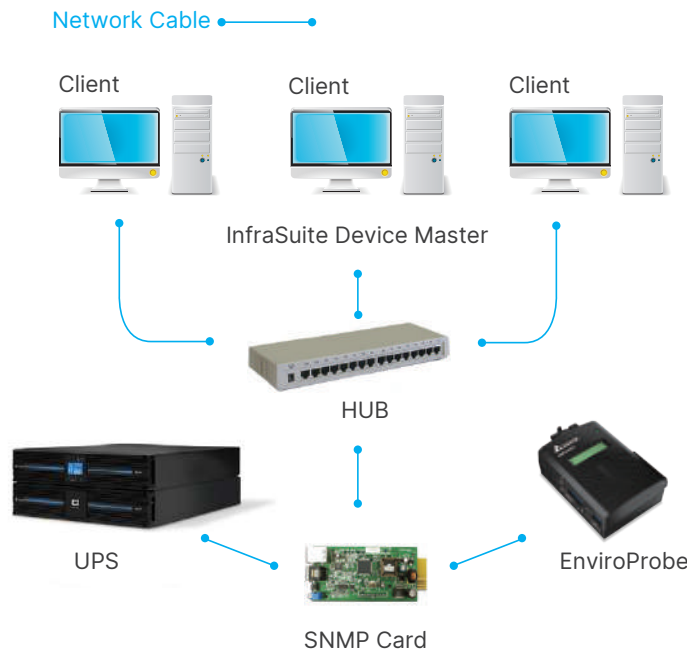 Network Cable
Client
Client
Client
InfraSuite Device Master
HUB
UPS
EnviroProbe
SNMP Card